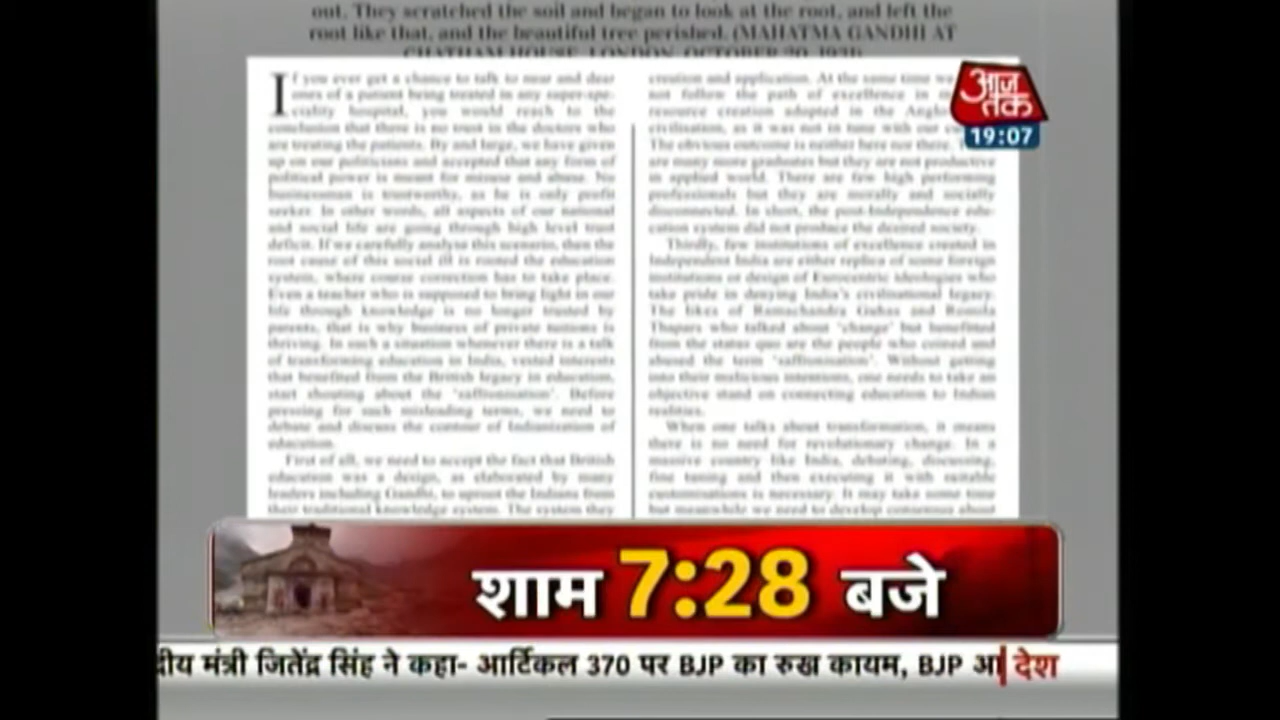 out. They scratched the soil and began to look at the root, and left the
root like that, and the beautiful tree perished. (MAHATMA GANDHI AT
CHATHAM HOUSE, LONDON, OCTOBER 20, 1931)
If you ever get a chance to talk to near and dear
ones of a patient being treated in any super-spe-
ciality hospital, you would reach to the
conclusion that there is no trust in the doctors who
are treating the patients. By and large, we have given
up on our politicians and accepted that any form of
political power is meant for misuse and abuse. No
businessman is trustworthy, as he is only profit
seeker. In other words, all aspects of our national
and social life are going through high level trust
deficit. If we carefully analyse this scenario, then the
root cause of this social ill is rooted the education
system, where course correction has to take place.
Even a teacher who is supposed to bring light in our
life through knowledge is no longer trusted by
parents, that is why business of private tuitions is
thriving. In such a situation whenever there is a talk
of transforming education in India, vested interests
that benefited from the British legacy in education,
start shouting about the 'saffronisation'. Before
pressing for such misleading terms, we need to
debate and discuss the contour of Indianisation of
education.
First of all, we need to accept the fact that British
education was a design, as elaborated by many
leaders including Gandhi, to uproot the Indians from
their traditional knowledge system. The system they
creation and application. At the same time we
not follow the path of excellence in
resource creation adopted in the
civilisation, as it was not in tune with our
The obvious outcome is neither here nor there.
are many more graduates but they are not productive
in applied world. There are few high performing
professionals but they are morally and socially
disconnected. In short, the post-Independence edu-
cation system did not produce the desired society.
Thirdly, few institutions of excellence created in
Independent India are either replica of some foreign
institutions or design of Eurocentric ideologies who
take pride in denying India's civilisational legacy.
The likes of Ramachandra Guhas and Romila
Thapars who talked about 'change' but benefitted
from the status quo are the people who coined and
abused the term 'saffronisation'. Without getting
into their malicious intentions, one needs to take an
objective stand on connecting education to Indian
realities.
When one talks about transformation, it means
there is no need for revolutionary change. In a
massive country like India, debating, discussing,
fine tuning and then executing it with suitable
customisations is necessary. It may take some time
but meanwhile we need to develop consensus about
आज
तक
19:07
शाम 7:28 बजे
दीय मंत्री जितेंद्र सिंह ने कहा- आर्टिकल 370 पर BJP का रुख कायम, BJP आ
देश